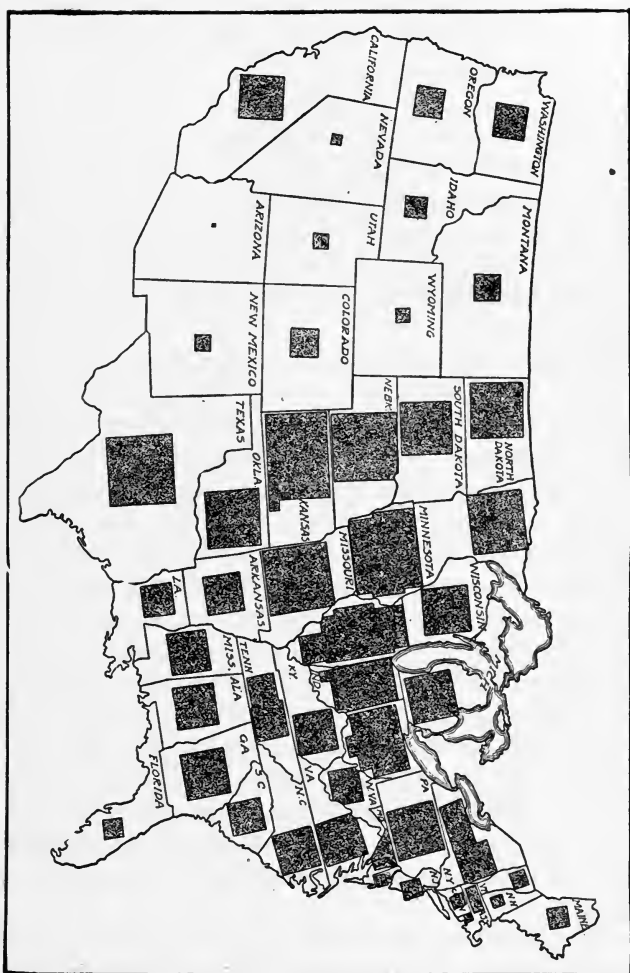 WASHINGTON
OREGON
CALIFORNIA
NEVADA
IDAHO
MONTANA
WYOMING
UTAH
ARIZONA
COLORADO
NEW MEXICO
NORTH
DAKOTA
SOUTH DAKOTA
NEBK
KANSAS
OKLA.
TEXAS
MINNESOTA
MISSOURI
ARKANSAS
LA.
WISCONSIN
KY.
TENN
MISS.
ALA
GA
FLORIDA
S C
N.C
VA
W.VA
PA
N.Y
N.J
N H
MAINE